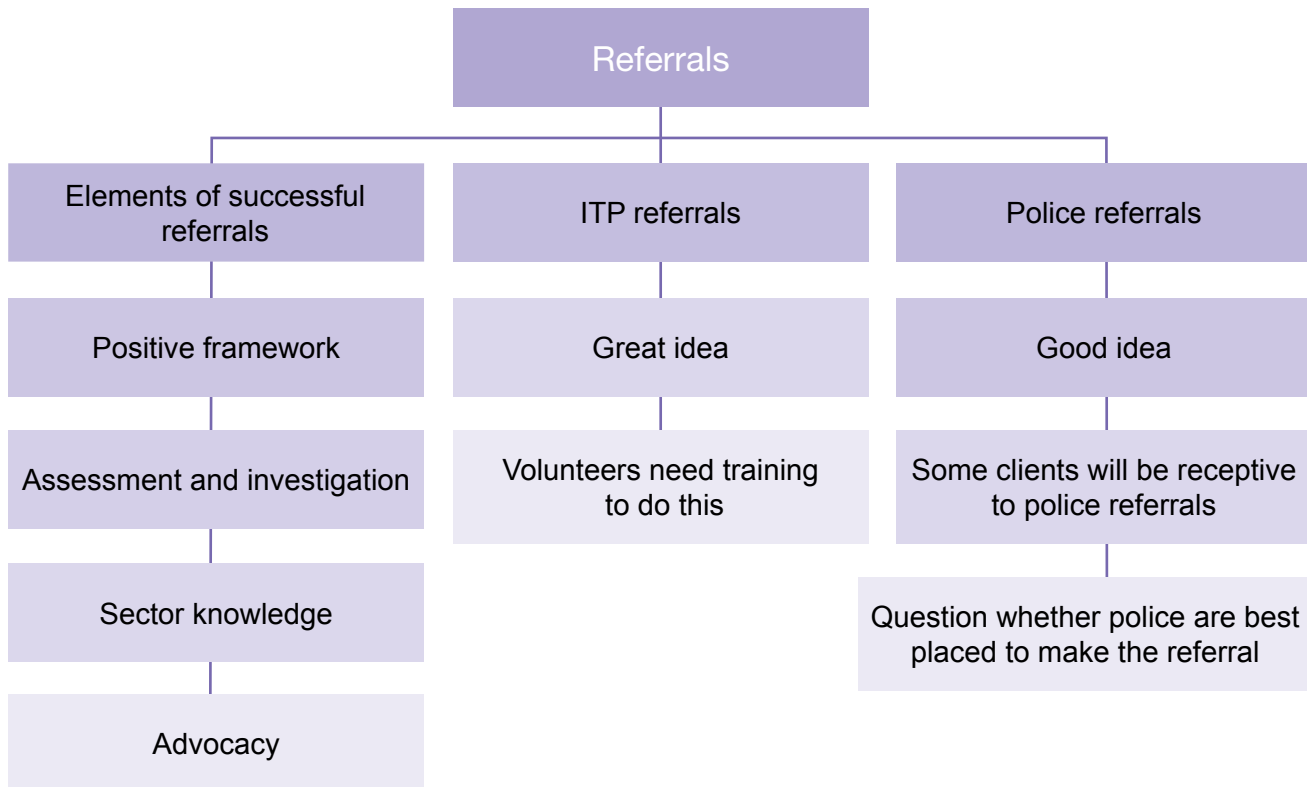 Referrals
Elements of successful
referrals
Positive framework
Assessment and investigation
Sector knowledge
Advocacy
ITP referrals
Great idea
Volunteers need training
to do this
Police referrals
Good idea
Some clients will be receptive
to police referrals
Question whether police are best
placed to make the referral